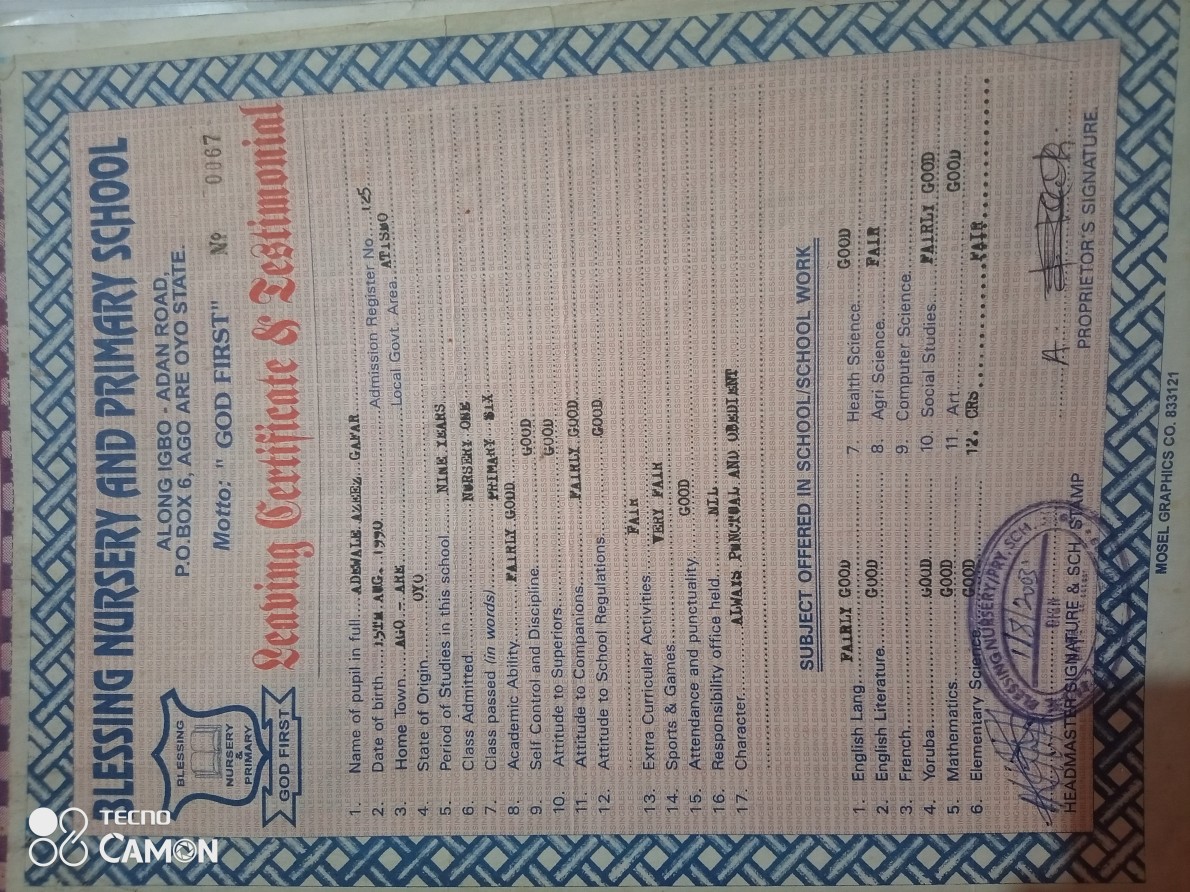 BLESSING NURSERY AND PRIMARY SCHOOL
ALONG IGBO - ADAN ROAD,
P.O.BOX 6, AGO ARE OYO STATE.
Motto: " GOD FIRST"
Nº 0067
BLESSING
NURSERY
&
PRIMARY
GOD FIRST
Leaving Certificate & Testimonial
1. Name of pupil in full ADEWALE AZEEZ GAFAR
2. Date of birth 15TH AUG. 1990 Admission Register No 125
3. Home Town AGO - ARE Local Govt. Area ATISBO
4. State of Origin OYO
5. Period of Studies in this school NINE YEARS
6. Class Admitted NURSERY ONE
7. Class passed (in words) PRIMARY SIX
8. Academic Ability FAIRLY GOOD
9. Self Control and Discipline GOOD
10. Attitude to Superiors GOOD
11. Attitude to Companions FAIRLY GOOD
12. Attitude to School Regulations GOOD
13. Extra Curricular Activities FAIR
14. Sports & Games VERY FAIR
15. Attendance and punctuality GOOD
16. Responsibility office held NIL
17. Character ALWAYS PUNCTUAL AND OBEDIENT
SUBJECT OFFERED IN SCHOOL/SCHOOL WORK
1. English Lang FAIRLY GOOD 7. Health Science GOOD
2. English Literature GOOD 8. Agri Science FAIR
3. French 9. Computer Science
4. Yoruba GOOD 10. Social Studies FAIRLY GOOD
5. Mathematics GOOD 11. Art GOOD
6. Elementary Science GOOD 12. CRS FAIR
BLESSING NURSERY/PRY. SCH
HEADMASTER SIGNATURE & SCH STAMP
PROPRIETOR'S SIGNATURE
MOSEL GRAPHICS CO. 833121
TECNO
CAMON